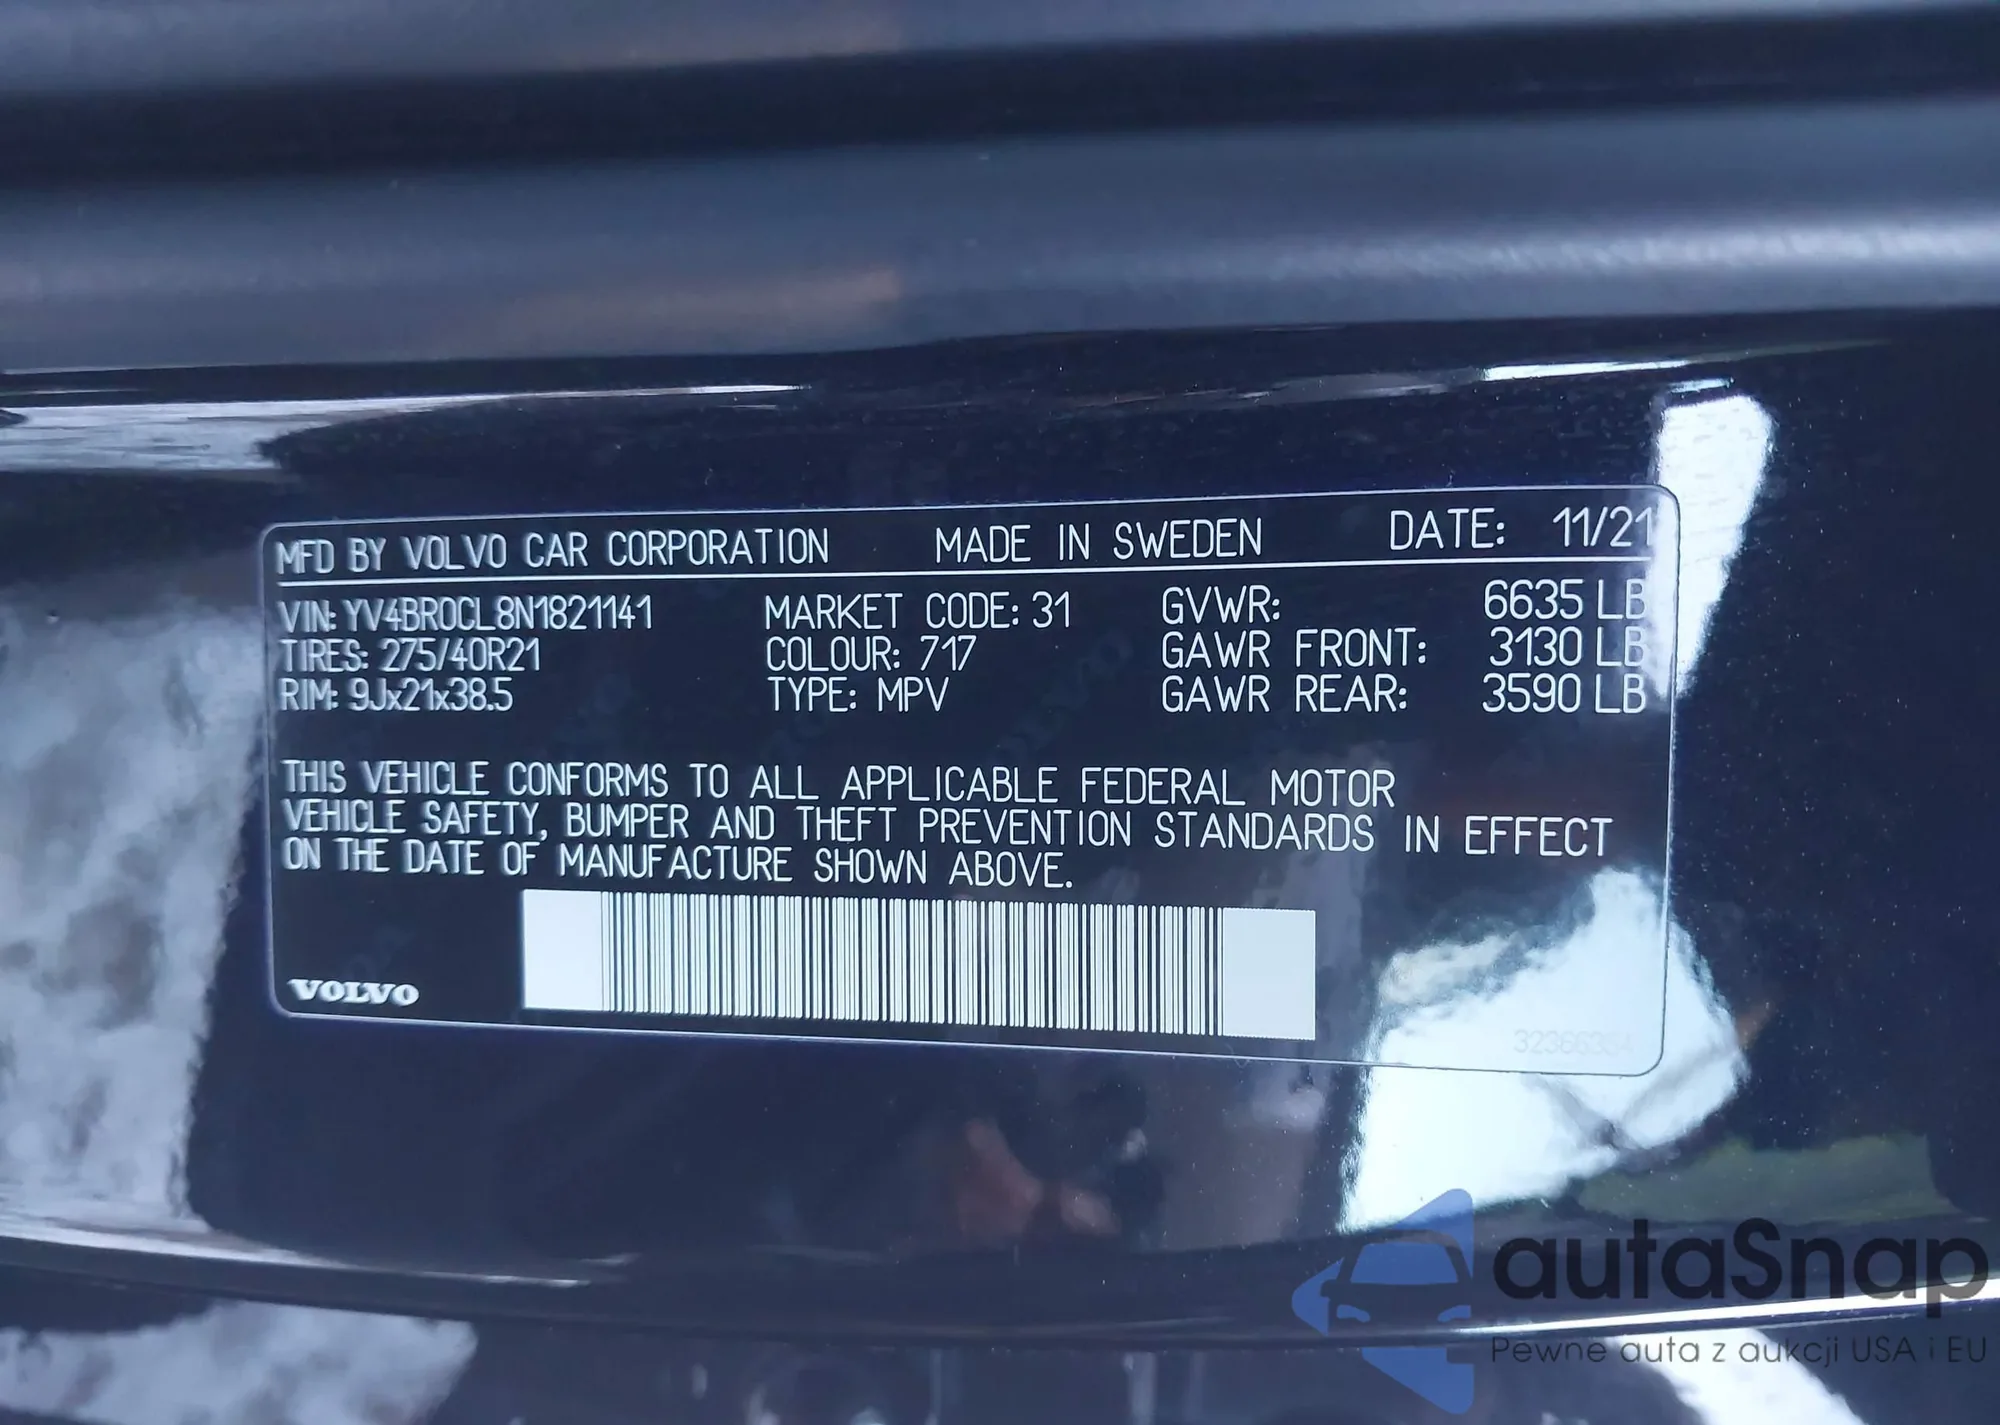 MFD BY VOLVO CAR CORPORATION MADE IN SWEDEN DATE: 11/21
VIN: YV4BR0CL8N1821141 MARKET CODE: 31 GVWR: 6635 LB
TIRES: 275/40R21 COLOUR: 717 GAWR FRONT: 3130 LB
RIM: 9Jx21x38.5 TYPE: MPV GAWR REAR: 3590 LB
THIS VEHICLE CONFORMS TO ALL APPLICABLE FEDERAL MOTOR
VEHICLE SAFETY, BUMPER AND THEFT PREVENTION STANDARDS IN EFFECT
ON THE DATE OF MANUFACTURE SHOWN ABOVE.
VOLVO
autaSnap
Pewne auta z aukcji USA i EU